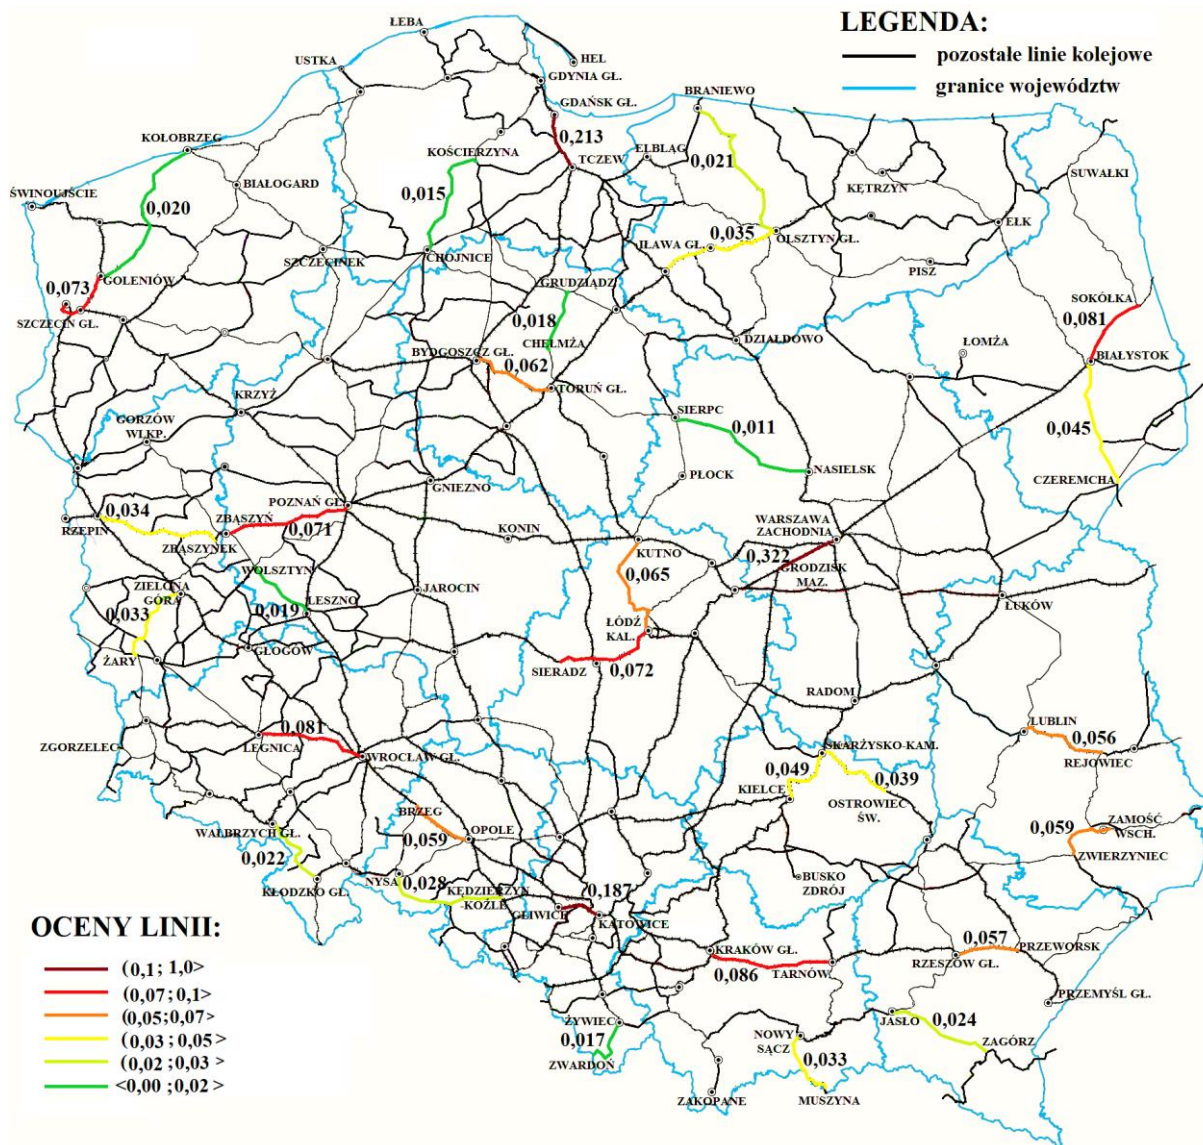 LEGENDA:
pozostałe linie kolejowe
granice województw
ŁEBA
USTKA
HEL
GDYNIA GŁ.
GDAŃSK GŁ.
BRANIEWO
KOŁOBRZEG
0,213
KOŚCIERZYNA
TCZEW
ELBLĄG
0,021
SUWAŁKI
BIAŁOGARD
0,015
KĘTRZYN
ŚWINOUJŚCIE
0,020
0,035
EŁK
IŁAWA GŁ.
OLSZTYN GŁ.
SZCZECINEK
CHOJNICE
PISZ
GOLENIÓW
GRUDZIĄDZ
0,073
SOKÓŁKA
SZCZECIN GŁ.
0,018
0,081
CHEŁMŻA
DZIAŁDOWO
ŁOMŻA
BYDGOSZCZ GŁ.
BIAŁYSTOK
0,062
TORUŃ GŁ.
KRZYŻ
SIERPC
GORZÓW
WLKP.
0,011
0,045
PŁOCK
NASIELSK
GNIEZNO
CZEREMCHA
POZNAŃ GŁ.
0,034
ZBĄSZYŃ
WARSZAWA
ZACHODNIA
RZEPIN
0,071
KONIN
ZBĄSZYNEK
KUTNO
0,322
WOLSZTYN
GRODZISK
MAZ.
0,065
ZIELONA
GÓRA
JAROCIN
LESZNO
0,019
0,033
ŁUKÓW
ŁÓDŹ
KAL.
GŁOGÓW
ŻARY
SIERADZ
0,072
RADOM
LUBLIN
0,081
0,056
ZGORZELEC
LEGNICA
SKARŻYSKO-KAM.
WROCŁAW GŁ.
REJOWIEC
0,049
0,039
KIELCE
OSTROWIEC
ŚW.
BRZEG
ZAMOŚĆ
WSCH.
0,059
WAŁBRZYCH GŁ.
OPOLE
0,059
0,022
ZWIERZYNIEC
BUSKO
ZDRÓJ
NYSA
0,028
KŁODZKO GŁ.
KĘDZIERZYN
-KOŹLE
0,187
GLIWICE
KATOWICE
OCENY LINII:
0,057
KRAKÓW GŁ.
PRZEWORSK
RZESZÓW GŁ.
(0,1 ; 1,0>
0,086
TARNÓW
(0,07 ; 0,1>
PRZEMYŚL GŁ.
(0,05;0,07>
ŻYWIEC
JASŁO
0,024
(0,03 ; 0,05>
0,017
NOWY
SĄCZ
ZAGÓRZ
(0,02 ; 0,03 >
ZWARDOŃ
0,033
<0,00 ; 0,02 >
ZAKOPANE
MUSZYNA